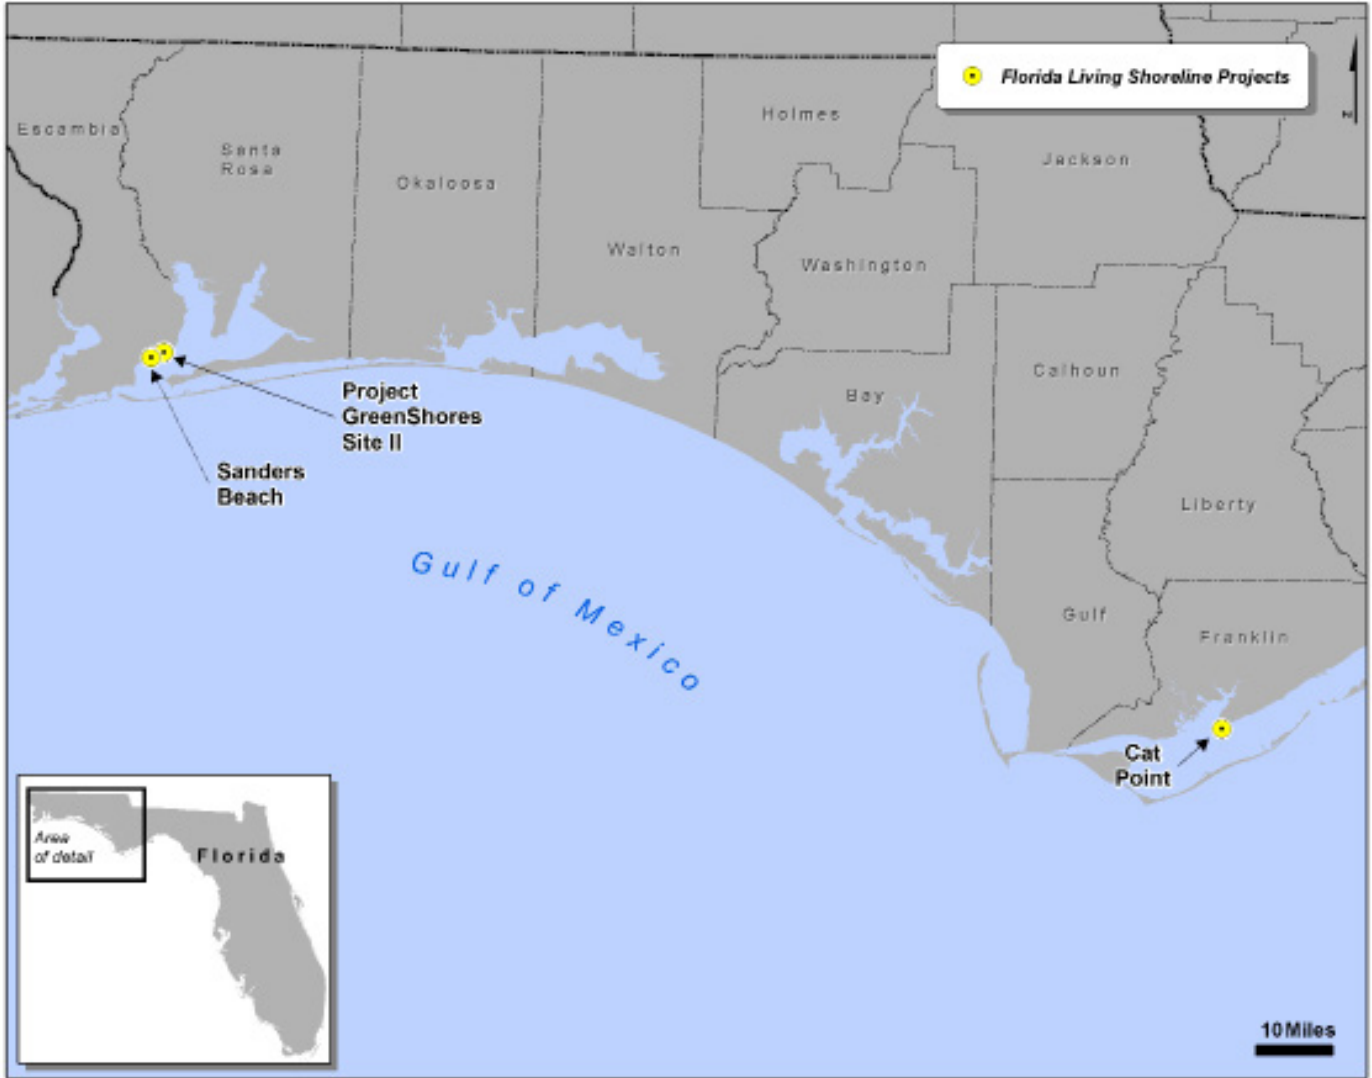 Florida Living Shoreline Projects
N
Holmes
Escambia
Santa
Rosa
Jackson
Okaloosa
Walton
Washington
Calhoun
Bay
Project
GreenShores
Site II
Sanders
Beach
Liberty
Gulf of Mexico
Gulf
Franklin
Cat
Point
Area
of detail
Florida
10 Miles